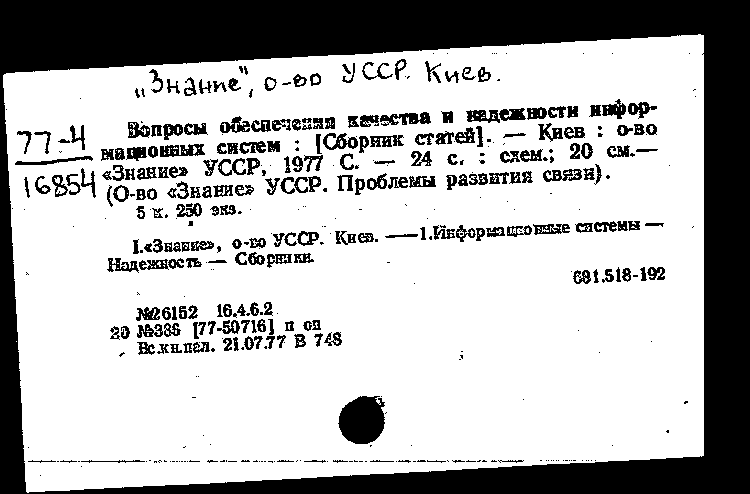 „Знание", о-во УССР. Киев.
77-4
16854
Вопросы обеспечения качества и надежности инфор-
мационных систем : [Сборник статей]. — Киев : о-во
«Знание» УССР, 1977 С. — 24 с. : схем.; 20 см.—
(О-во «Знание» УССР. Проблемы развития связи).
5 к. 250 экз.
I.«Знание», о-во УССР. Киев. —— 1.Информационные системы —
Надежность — Сборники.
681.518-192
№26152 16.4.6.2
20 №336 [77-50716] п оп
Вс.кн.пал. 21.07.77 В 748